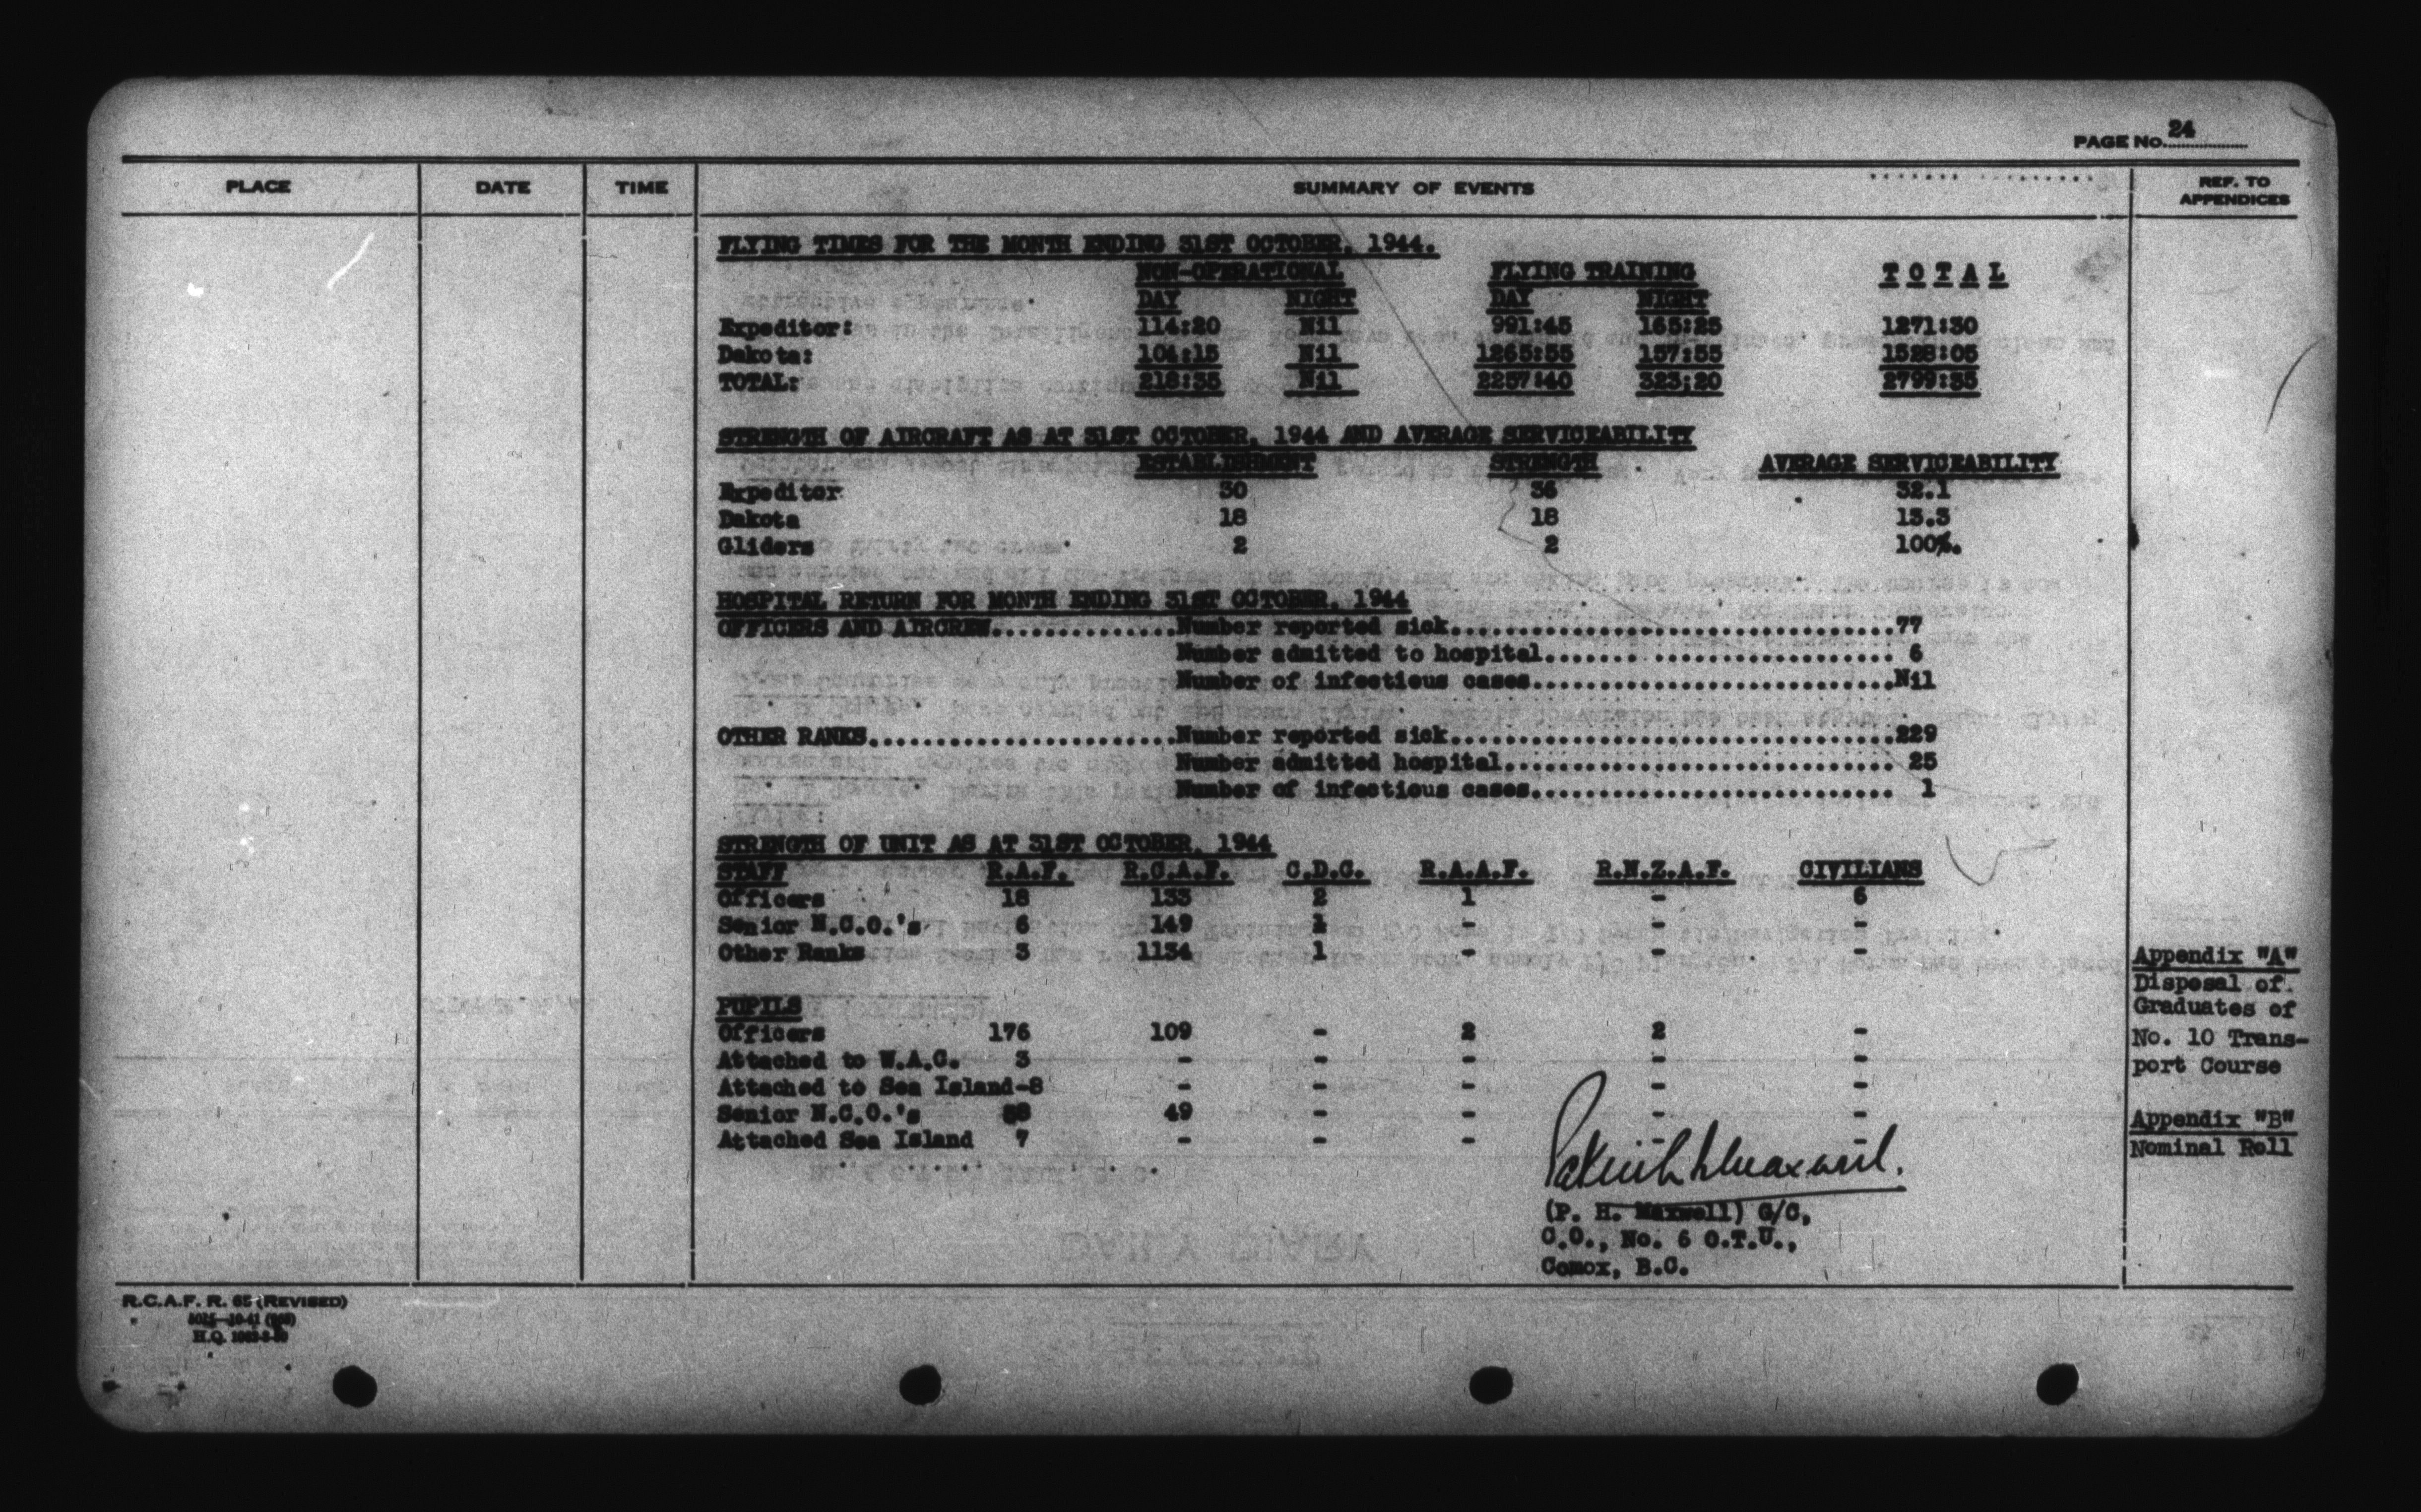 PAGE No. 24
PLACE DATE TIME SUMMARY OF EVENTS REF. TO APPENDICES
FLYING TIMES FOR THE MONTH ENDING 31ST OCTOBER, 1944.
NON-OPERATIONAL FLYING TRAINING T O T A L
DAY NIGHT DAY NIGHT
Expeditor: 114:20 Nil 991:45 165:25 1271:30
Dakota: 104:15 Nil 1265:55 157:55 1528:05
TOTAL: 218:35 Nil 2257:40 323:20 2799:35
STRENGTH OF AIRCRAFT AS AT 31ST OCTOBER, 1944 AND AVERAGE SERVICEABILITY
ESTABLISHMENT STRENGTH AVERAGE SERVICEABILITY
Expeditor 30 36 32.1
Dakota 18 18 13.3
Gliders 2 2 100%.
HOSPITAL RETURN FOR MONTH ENDING 31ST OCTOBER, 1944
OFFICERS AND AIRCREW..............Number reported sick.................................77
Number admitted to hospital....... .................. 6
Number of infectious cases...........................Nil
OTHER RANKS.......................Number reported sick.................................229
Number admitted hospital............................. 25
Number of infectious cases........................... 1
STRENGTH OF UNIT AS AT 31ST OCTOBER, 1944
STAFF R.A.F. R.C.A.F. C.D.C. R.A.A.F. R.N.Z.A.F. CIVILIANS
Officers 18 133 2 1 - 6
Senior N.C.O.'s 6 149 1 - - -
Other Ranks 3 1134 1 - - -
PUPILS
Officers 176 109 - 2 2 -
Attached to W.A.C. 3 - - - - -
Attached to Sea Island-8 - - - - -
Senior N.C.O.'s 49 - - - -
Attached Sea Island 7 - - - - -
Appendix "A"
Disposal of
Graduates of
No. 10 Trans-
port Course
Appendix "B"
Nominal Roll
(P. H. Maxwell) G/C,
C.O., No. 6 O.T.U.,
Comox, B.C.
R.C.A.F. R. 65 (REVISED)